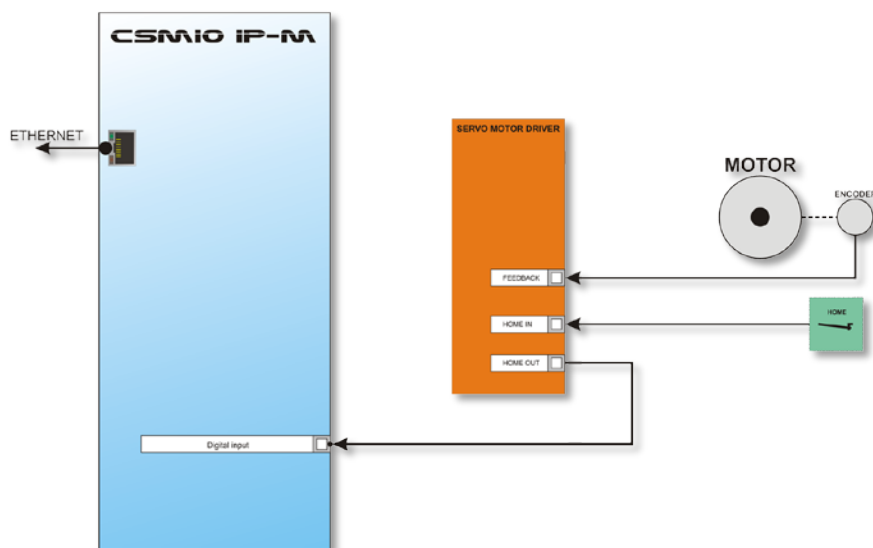 CSMIO IP-M
ETHERNET
SERVO MOTOR DRIVER
MOTOR
ENCODER
FEEDBACK
HOME IN
HOME
HOME OUT
Digital input